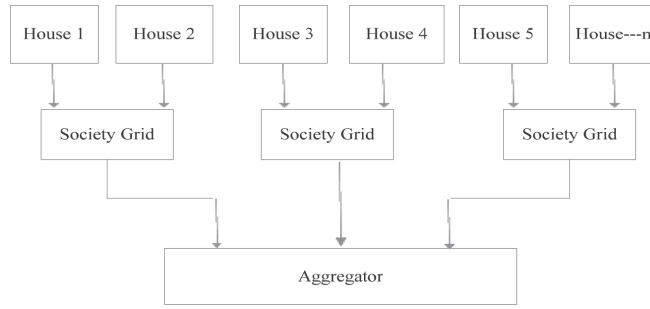 House 1
House 2
House 3
House 4
House 5
House---n
Society Grid
Society Grid
Society Grid
Aggregator